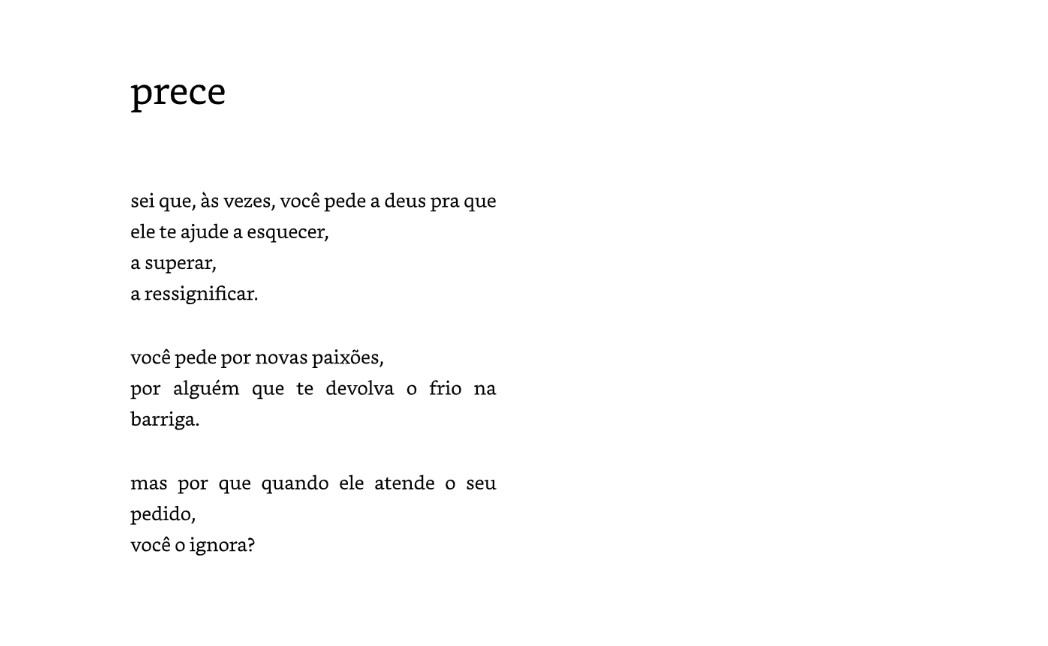 prece
sei que, às vezes, você pede a deus pra que
ele te ajude a esquecer,
a superar,
a ressignificar.
você pede por novas paixões,
por alguém que te devolva o frio na
barriga.
mas por que quando ele atende o seu
pedido,
você o ignora?